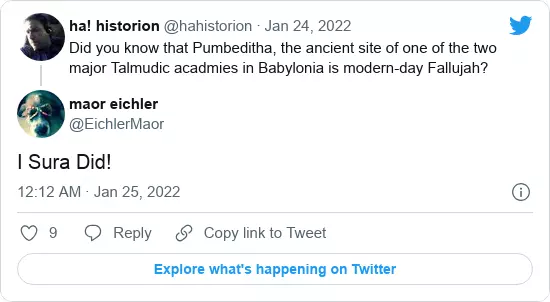 ha! historion @hahistorion · Jan 24, 2022
Did you know that Pumbeditha, the ancient site of one of the two
major Talmudic acadmies in Babylonia is modern-day Fallujah?
maor eichler
@EichlerMaor
I Sura Did!
12:12 AM · Jan 25, 2022
9 Reply Copy link to Tweet
Explore what's happening on Twitter